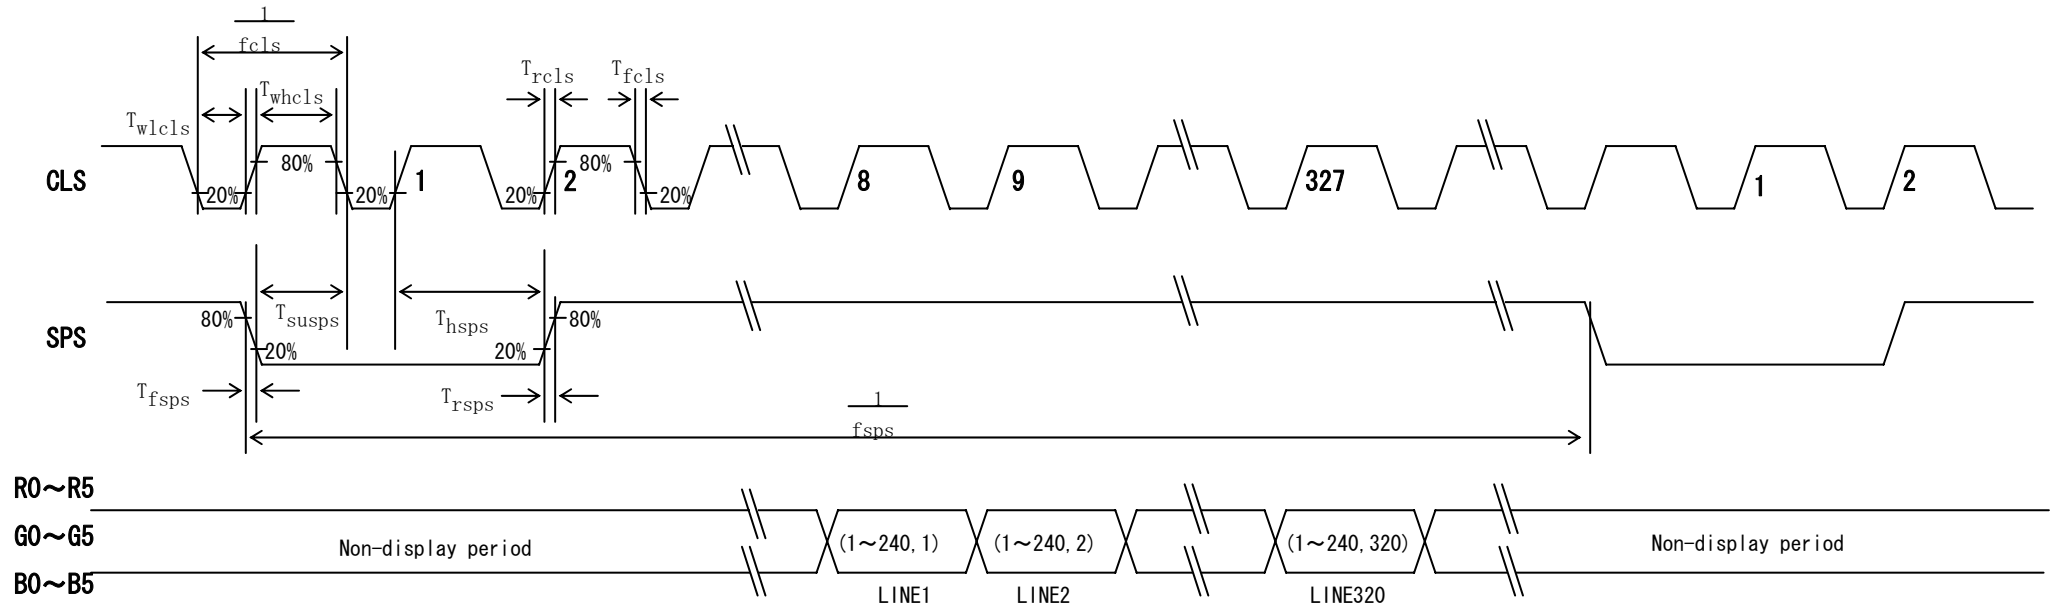 1
fcls
Twhcls
Trcls
Tfcls
Twlcls
CLS
20%
80%
20%
1
20%
2
80%
20%
8
9
327
1
2
SPS
80%
20%
Tsusps
Thsps
20%
80%
Tfsps
Trsps
1
fsps
R0～R5
G0～G5
B0～B5
Non-display period
(1～240,1)
(1～240,2)
(1～240,320)
Non-display period
LINE1
LINE2
LINE320